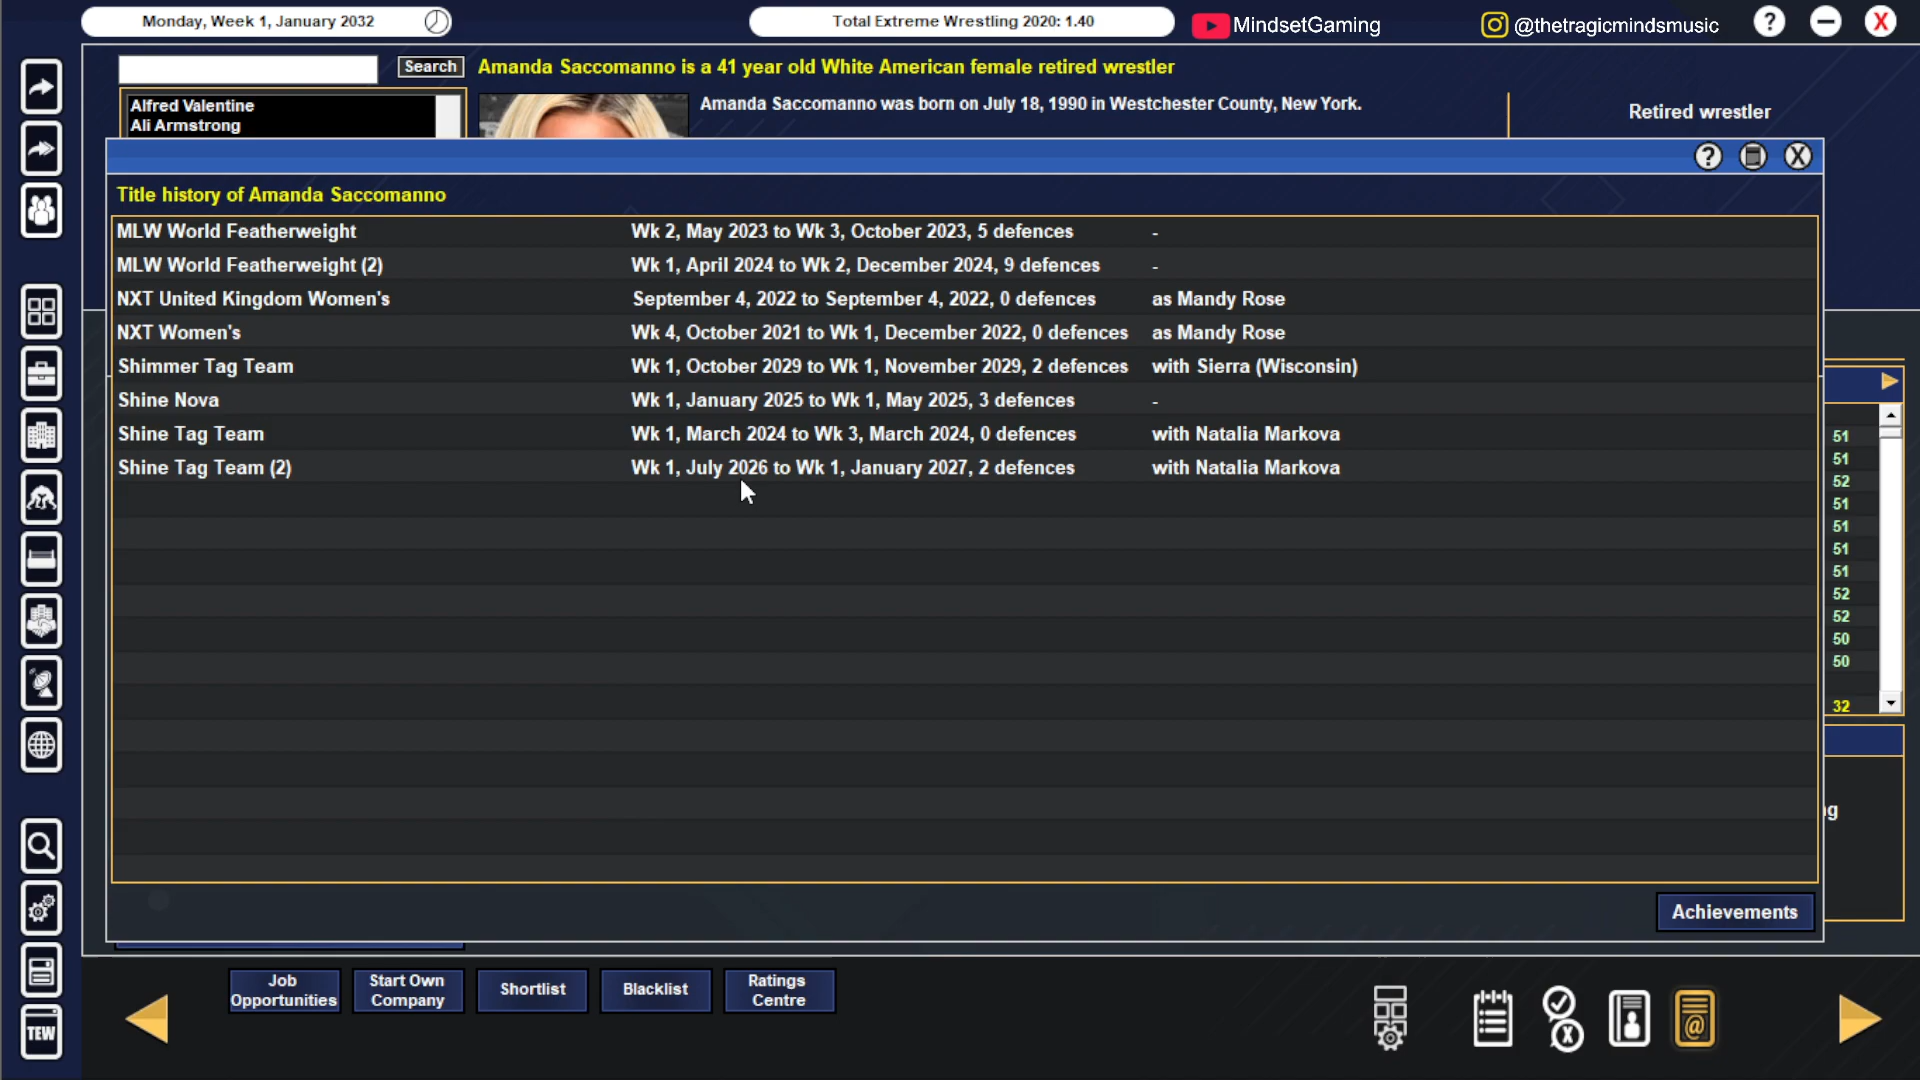 Monday, Week 1, January 2032
Total Extreme Wrestling 2020: 1.40
MindsetGaming
@thetragicmindsmusic
?
X
Search
Amanda Saccomanno is a 41 year old White American female retired wrestler
Alfred Valentine
Ali Armstrong
Amanda Saccomanno was born on July 18, 1990 in Westchester County, New York.
Retired wrestler
?
X
Title history of Amanda Saccomanno
MLW World Featherweight Wk 2, May 2023 to Wk 3, October 2023, 5 defences -
MLW World Featherweight (2) Wk 1, April 2024 to Wk 2, December 2024, 9 defences -
NXT United Kingdom Women's September 4, 2022 to September 4, 2022, 0 defences as Mandy Rose
NXT Women's Wk 4, October 2021 to Wk 1, December 2022, 0 defences as Mandy Rose
Shimmer Tag Team Wk 1, October 2029 to Wk 1, November 2029, 2 defences with Sierra (Wisconsin)
Shine Nova Wk 1, January 2025 to Wk 1, May 2025, 3 defences -
Shine Tag Team Wk 1, March 2024 to Wk 3, March 2024, 0 defences with Natalia Markova
Shine Tag Team (2) Wk 1, July 2026 to Wk 1, January 2027, 2 defences with Natalia Markova
51
51
52
51
51
51
51
52
52
50
50
32
ng
Achievements
Job Opportunities
Start Own Company
Shortlist
Blacklist
Ratings Centre
TEW
X
@